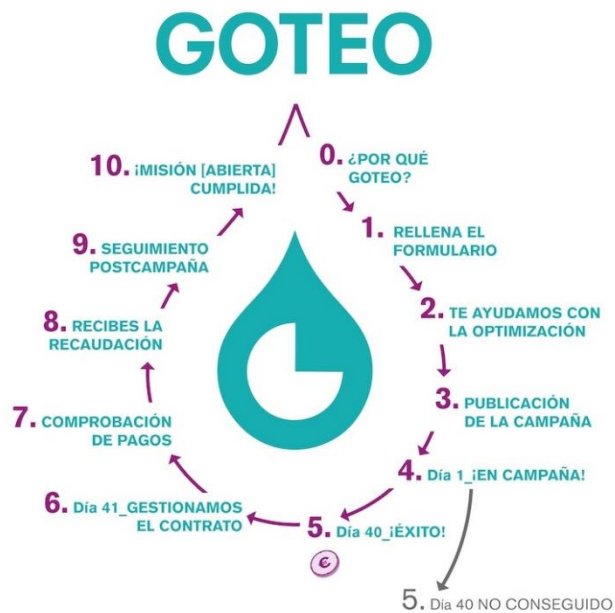 GOTEO
0. ¿POR QUÉ
GOTEO?
1. RELLENA EL
FORMULARIO
2. TE AYUDAMOS CON
LA OPTIMIZACIÓN
3. PUBLICACIÓN
DE LA CAMPAÑA
4. Día 1_¡EN CAMPAÑA!
5. Día 40_¡ÉXITO!
€
5. Día 40 NO CONSEGUIDO
6. Día 41_GESTIONAMOS
EL CONTRATO
7. COMPROBACIÓN
DE PAGOS
8. RECIBES LA
RECAUDACIÓN
9. SEGUIMIENTO
POSTCAMPAÑA
10. ¡MISIÓN [ABIERTA]
CUMPLIDA!